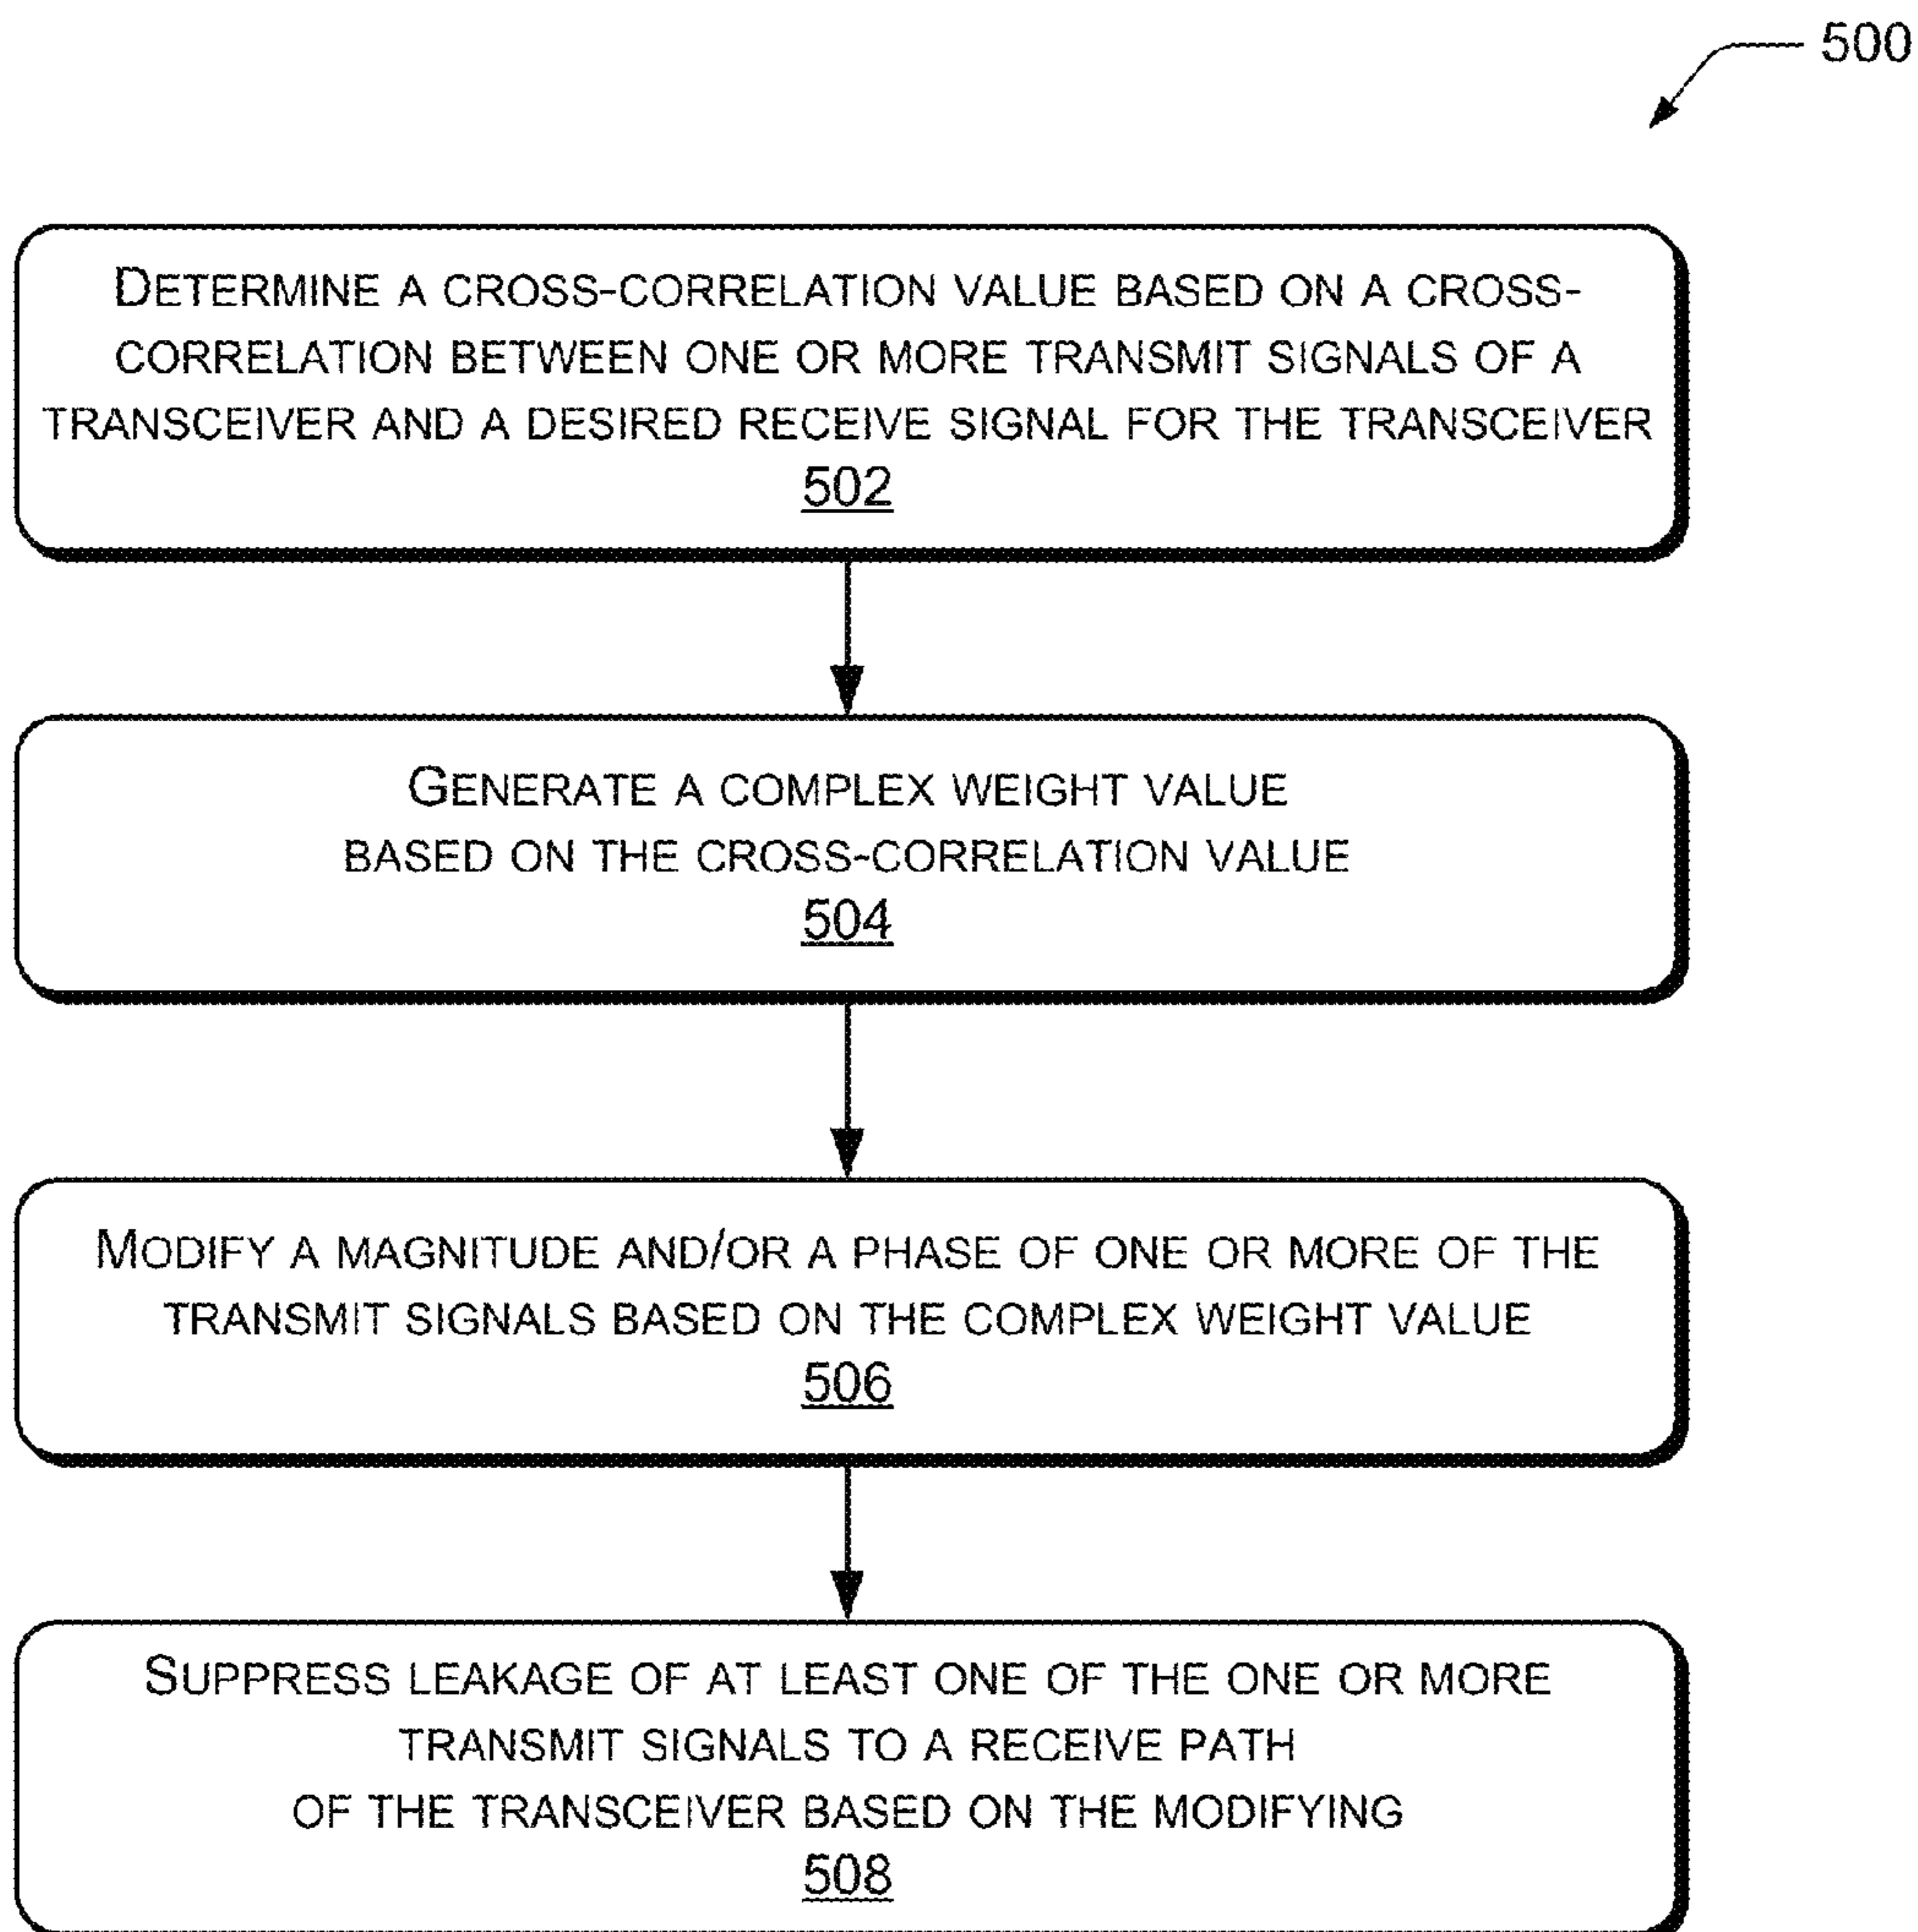 500
DETERMINE A CROSS-CORRELATION VALUE BASED ON A CROSS-
CORRELATION BETWEEN ONE OR MORE TRANSMIT SIGNALS OF A
TRANSCEIVER AND A DESIRED RECEIVE SIGNAL FOR THE TRANSCEIVER
502
GENERATE A COMPLEX WEIGHT VALUE
BASED ON THE CROSS-CORRELATION VALUE
504
MODIFY A MAGNITUDE AND/OR A PHASE OF ONE OR MORE OF THE
TRANSMIT SIGNALS BASED ON THE COMPLEX WEIGHT VALUE
506
SUPPRESS LEAKAGE OF AT LEAST ONE OF THE ONE OR MORE
TRANSMIT SIGNALS TO A RECEIVE PATH
OF THE TRANSCEIVER BASED ON THE MODIFYING
508